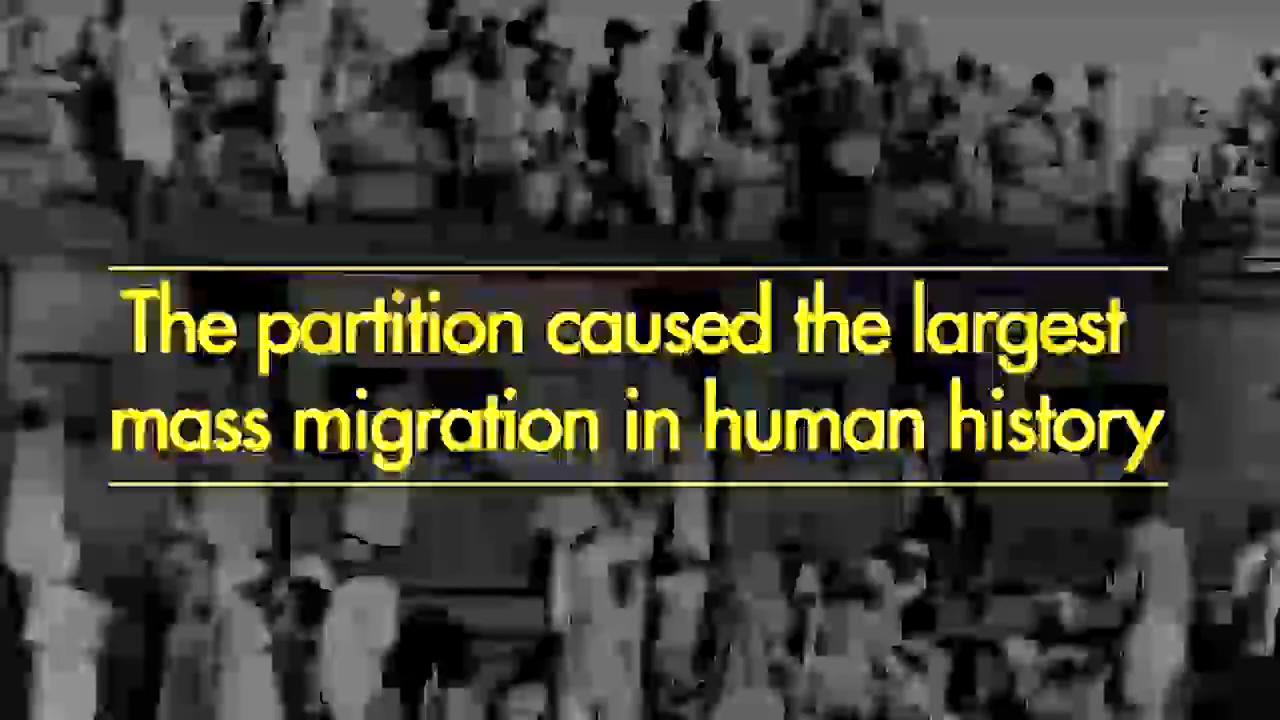 The partition caused the largest
mass migration in human history